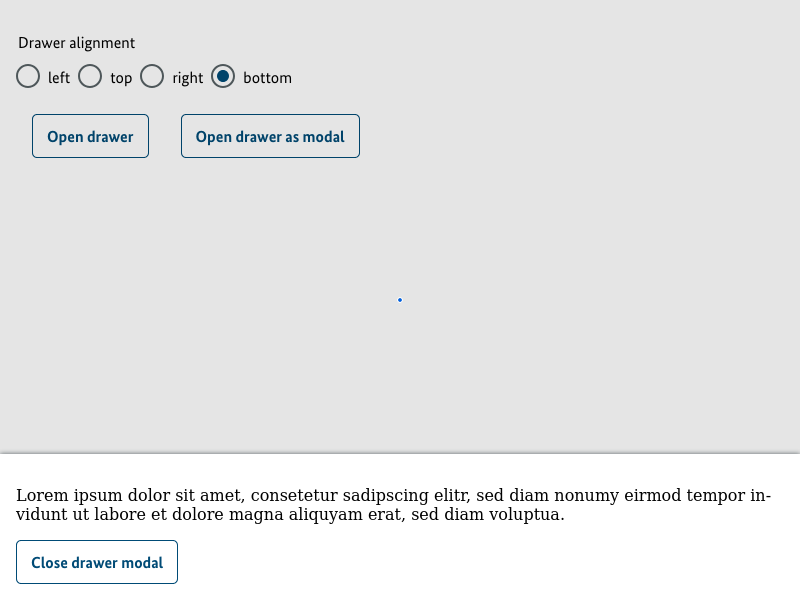 Drawer alignment
left top right bottom
Open drawer Open drawer as modal
Lorem ipsum dolor sit amet, consetetur sadipscing elitr, sed diam nonumy eirmod tempor in-
vidunt ut labore et dolore magna aliquyam erat, sed diam voluptua.
Close drawer modal